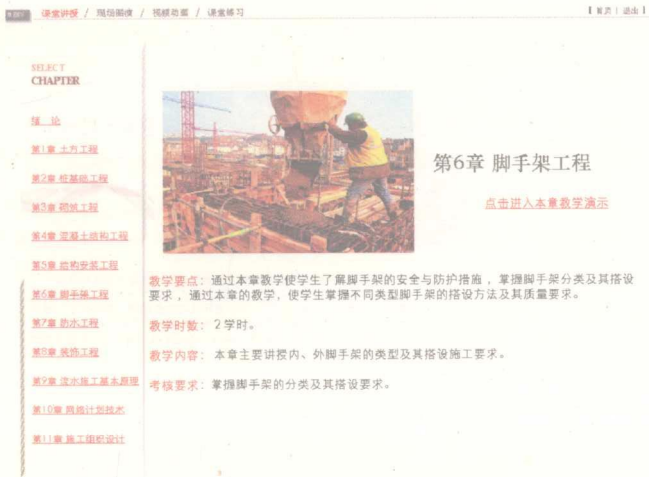 课堂讲授 / 随组测度 / 视频动画 / 课堂练习
【 首页 | 退出 】
SELECT
CHAPTER
绪 论
第1章 土方工程
第2章 桩基础工程
第3章 砌筑工程
第4章 混凝土结构工程
第5章 结构安装工程
第6章 脚手架工程
第7章 防水工程
第8章 装饰工程
第9章 流水施工基本原理
第10章 网络计划技术
第11章 施工组织设计
第6章 脚手架工程
点击进入本章教学演示
教学要点：通过本章教学使学生了解脚手架的安全与防护措施，掌握脚手架分类及其搭设
要求，通过本章的教学，使学生掌握不同类型脚手架的搭设方法及其质量要求。
教学时数：2学时。
教学内容：本章主要讲授内、外脚手架的类型及其搭设施工要求。
考核要求：掌握脚手架的分类及其搭设要求。